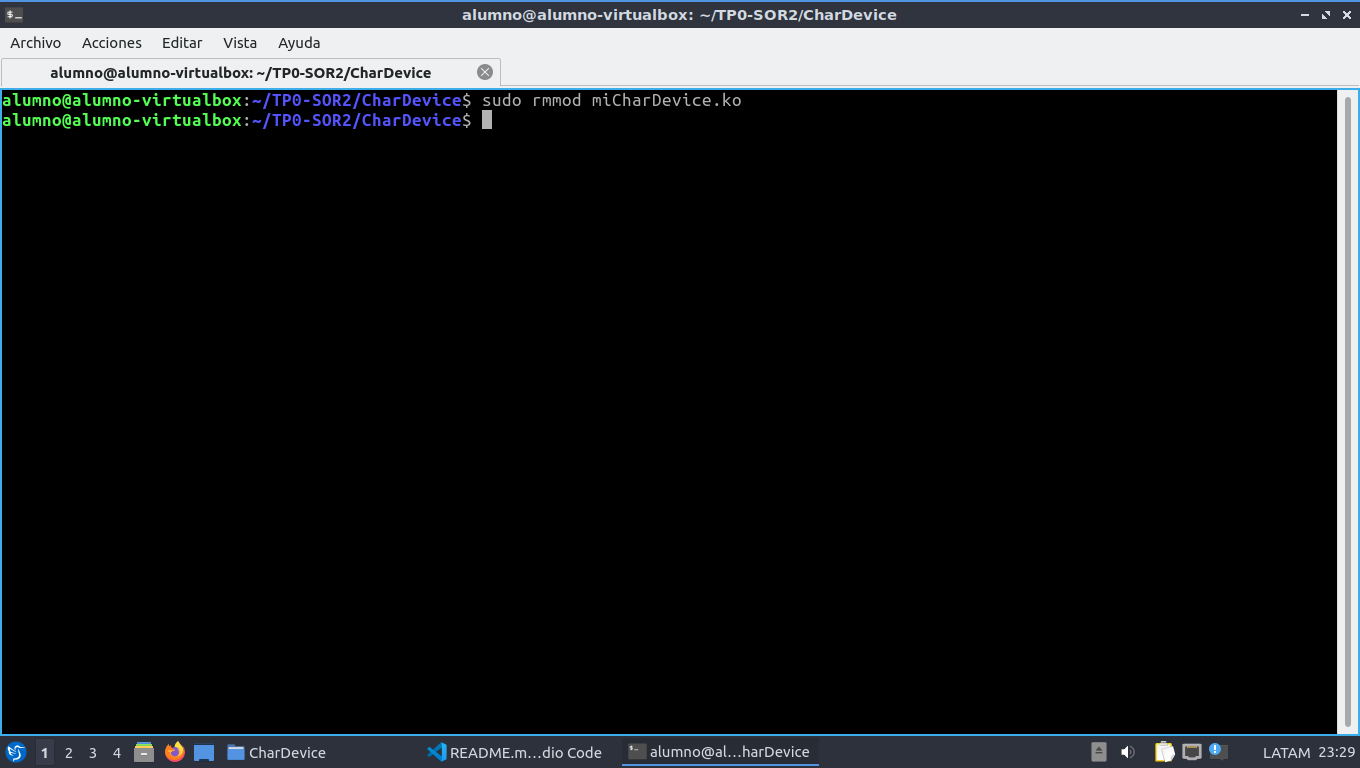 alumno@alumno-virtualbox: ~/TP0-SOR2/CharDevice
Archivo Acciones Editar Vista Ayuda
alumno@alumno-virtualbox: ~/TP0-SOR2/CharDevice
alumno@alumno-virtualbox:~/TP0-SOR2/CharDevice$ sudo rmmod miCharDevice.ko
alumno@alumno-virtualbox:~/TP0-SOR2/CharDevice$
1 2 3 4 CharDevice README.m...dio Code alumno@al...harDevice LATAM 23:29